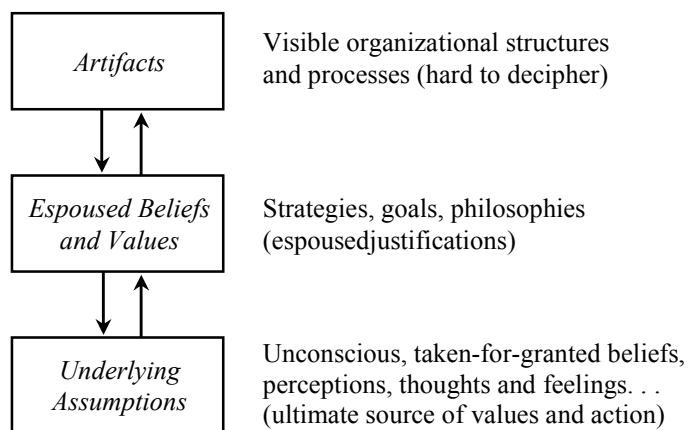 Artifacts
Visible organizational structures
and processes (hard to decipher)
Espoused Beliefs
and Values
Strategies, goals, philosophies
(espousedjustifications)
Underlying
Assumptions
Unconscious, taken-for-granted beliefs,
perceptions, thoughts and feelings. . .
(ultimate source of values and action)